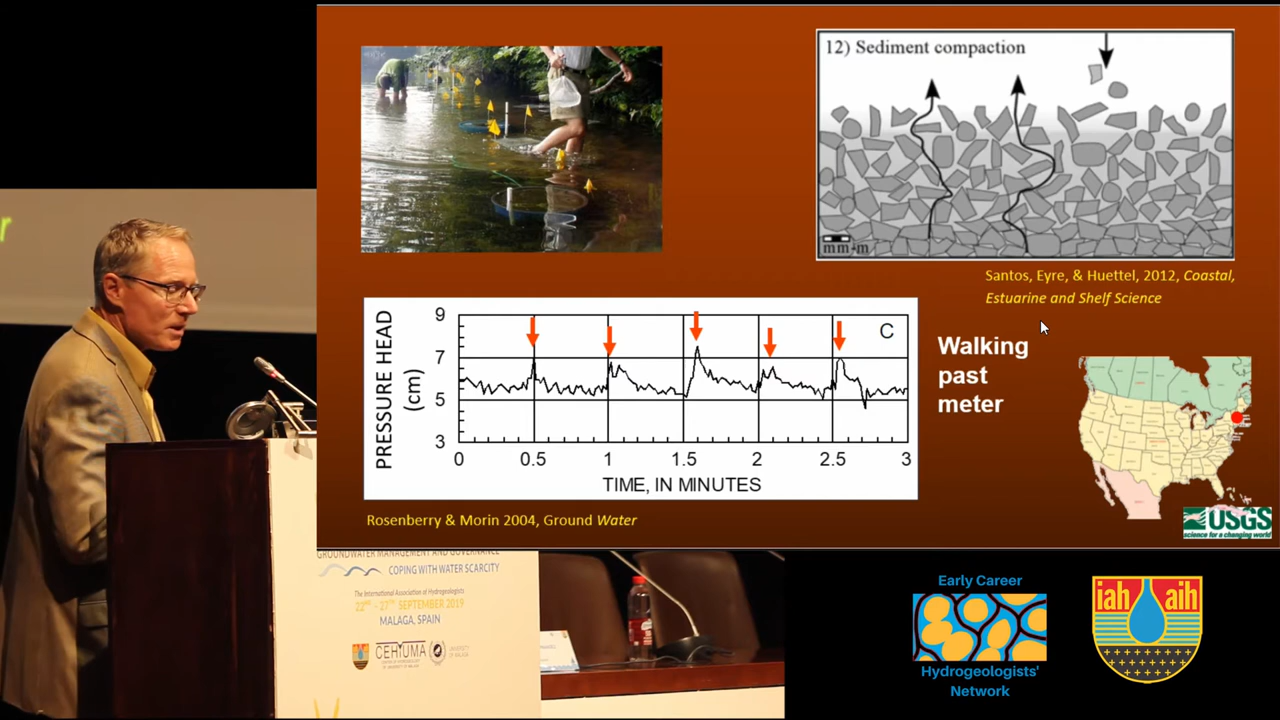 r
12) Sediment compaction
mm-m
Santos, Eyre, & Huettel, 2012, Coastal,
Estuarine and Shelf Science
PRESSURE HEAD
(cm)
9
7
5
3
C
0 0.5 1 1.5 2 2.5 3
TIME, IN MINUTES
Walking
past
meter
Rosenberry & Morin 2004, Ground Water
USGS
science for a changing world
GROUNDWATER MANAGEMENT AND GOVERNANCE
COPING WITH WATER SCARCITY
The International Association of Hydrogeologists
22ND - 27TH SEPTEMBER 2019
MALAGA, SPAIN
CEHIUMA
Early Career
Hydrogeologists'
Network
iah aih